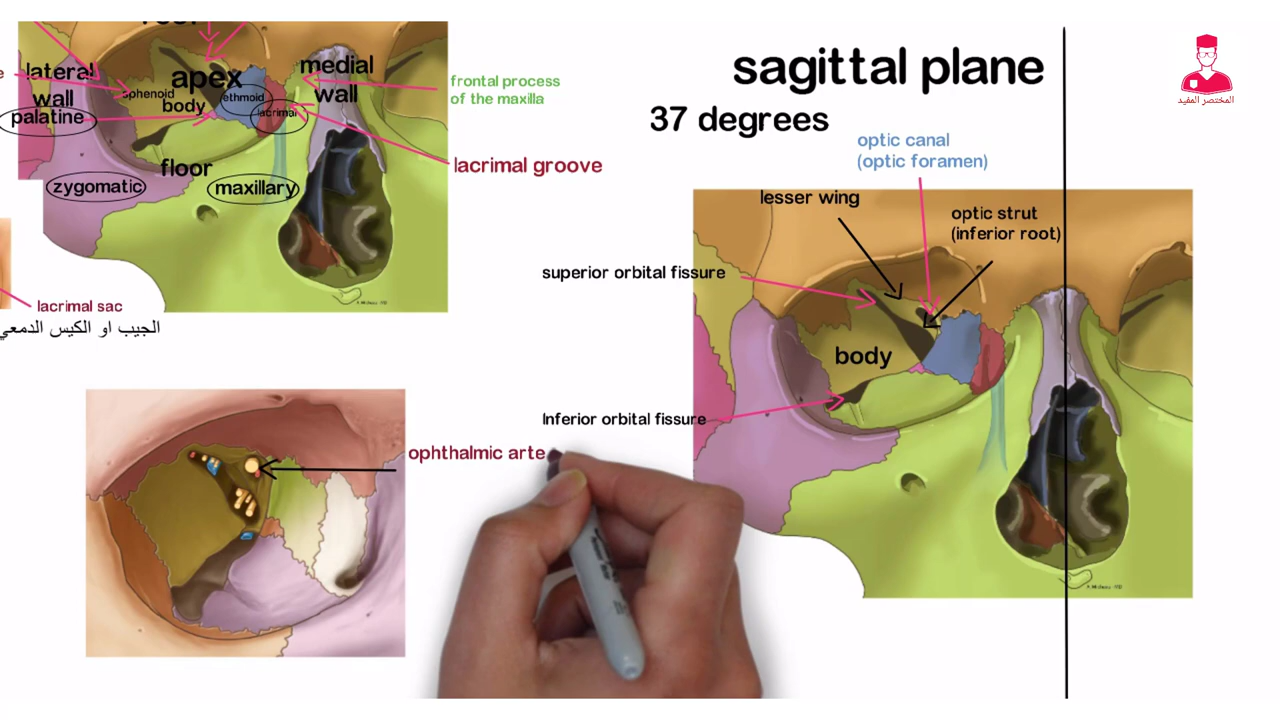 lateral
wall
palatine
sphenoid
apex
body
ethmoid
lacrimal
medial
wall
floor
zygomatic
maxillary
frontal process
of the maxilla
lacrimal groove
lacrimal sac
الجيب او الكيس الدمعي
sagittal plane
37 degrees
optic canal
(optic foramen)
lesser wing
optic strut
(inferior root)
superior orbital fissure
body
Inferior orbital fissure
ophthalmic arte
المختصر المفيد